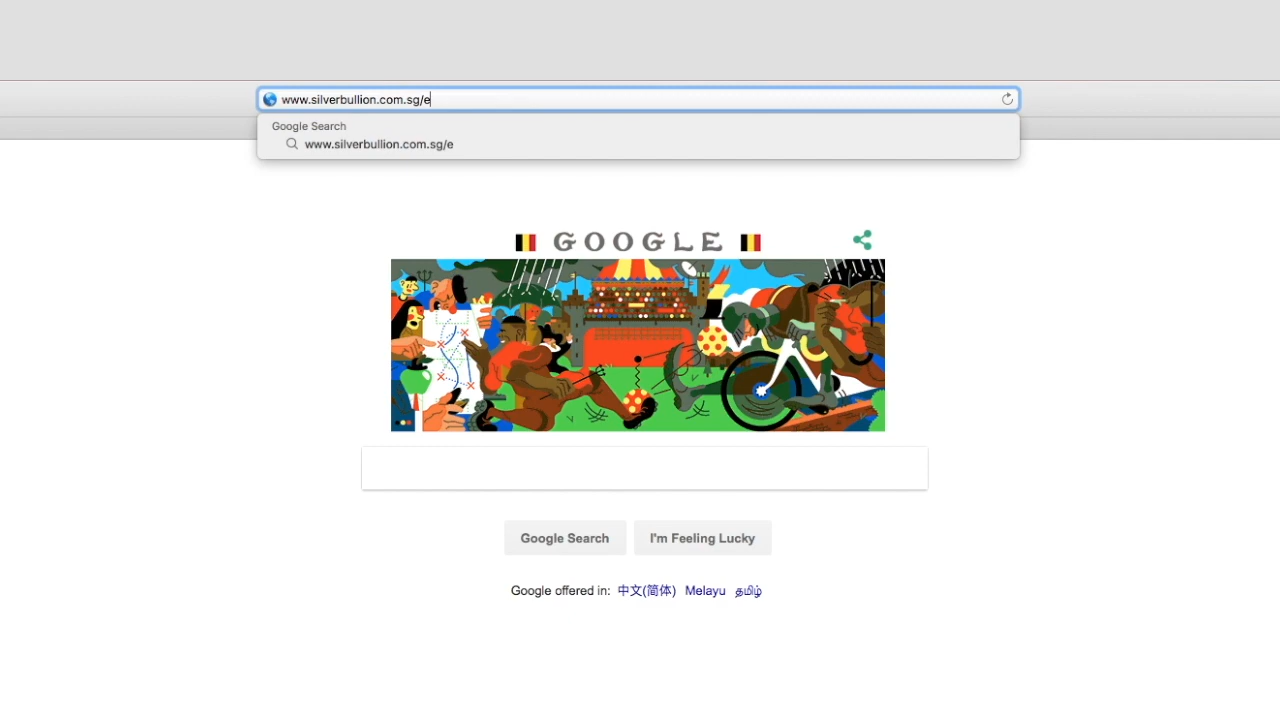 www.silverbullion.com.sg/e
Google Search
www.silverbullion.com.sg/e
GOOGLE
Google Search I'm Feeling Lucky
Google offered in: 中文(简体) Melayu தமிழ்